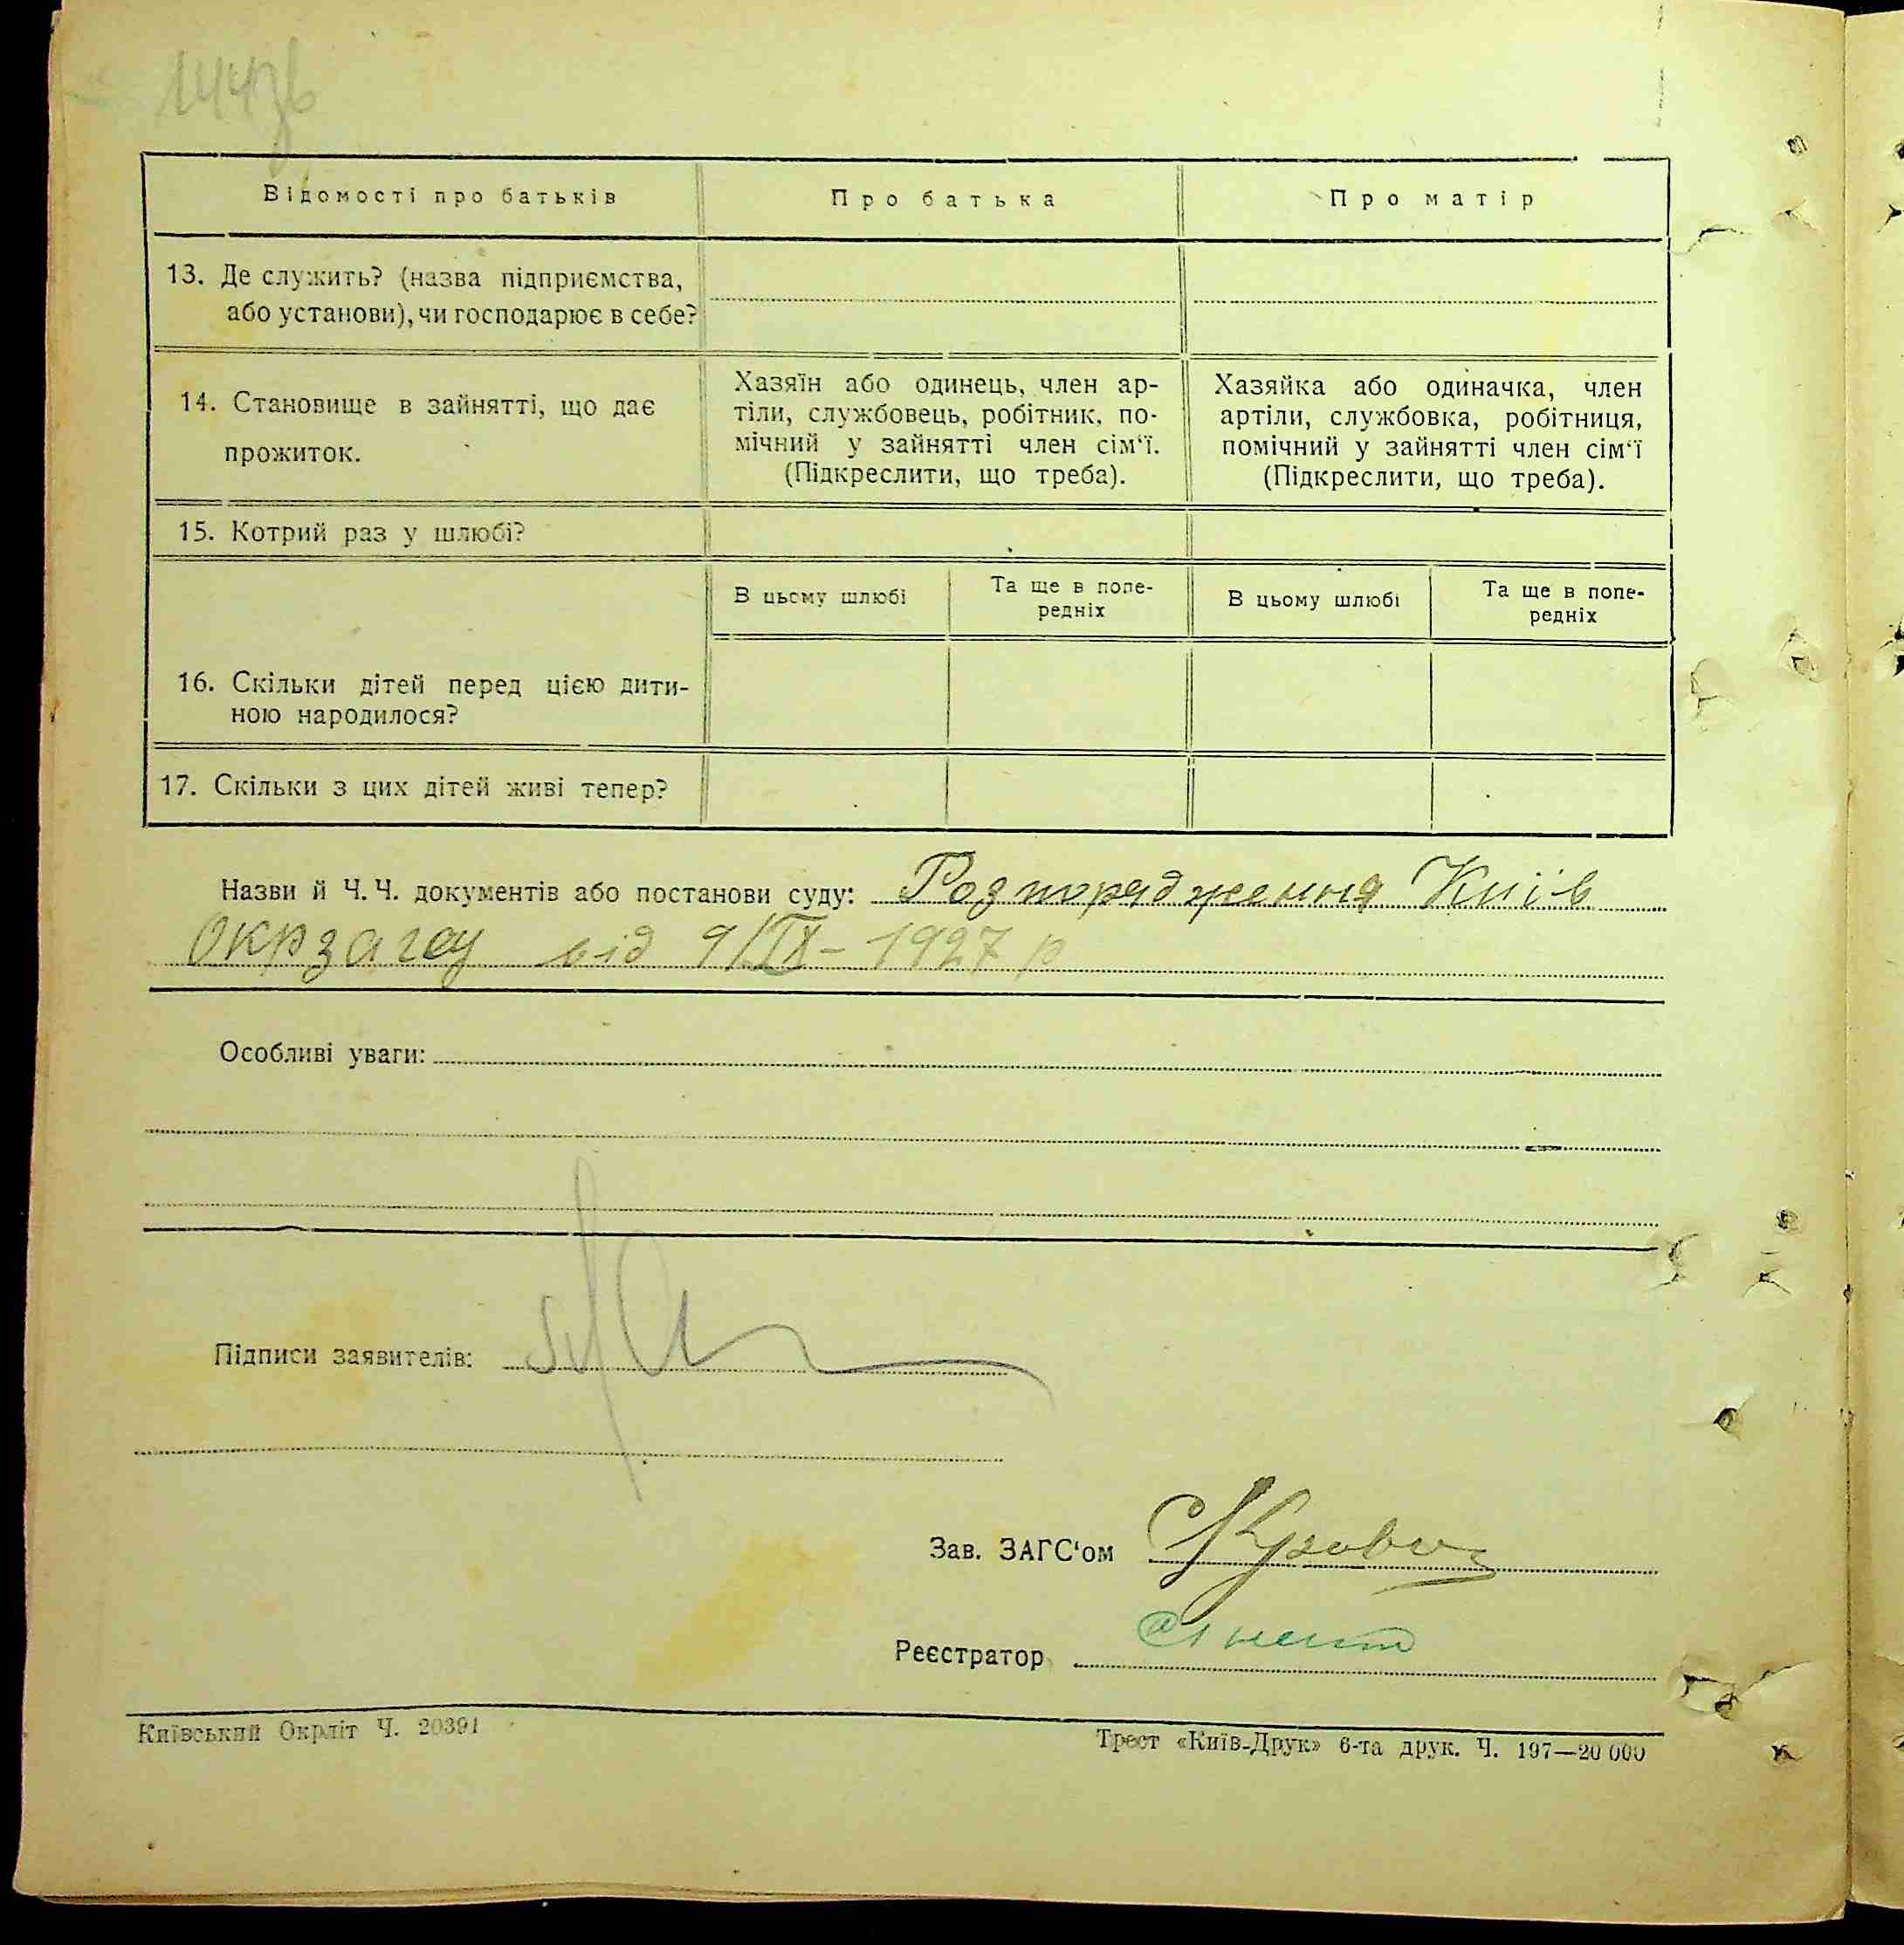 Відомості про батьків
Про батька
Про матір
13. Де служить? (назва підприємства,
або установи), чи господарює в себе?
14. Становище в зайнятті, що дає
прожиток.
Хазяїн або одинець, член ар-
тіли, службовець, робітник, по-
мічний у зайнятті член сім‘ї.
(Підкреслити, що треба).
Хазяйка або одиначка, член
артіли, службовка, робітниця,
помічний у зайнятті член сім‘ї
(Підкреслити, що треба).
15. Котрий раз у шлюбі?
В цьому шлюбі
Та ще в попе-
редніх
В цьому шлюбі
Та ще в попе-
редніх
16. Скільки дітей перед цією дити-
ною народилося?
17. Скільки з цих дітей живі тепер?
Назви й Ч. Ч. документів або постанови суду: Розпорядження Київ
Окрзагсу від 9/IX - 1927 р
Особливі уваги:
Підписи заявителів:
Зав. ЗАГС‘ом
Реєстратор
Київський Окрліт Ч. 20391
Трест «Київ-Друк» 6-та друк. Ч. 197—20 000